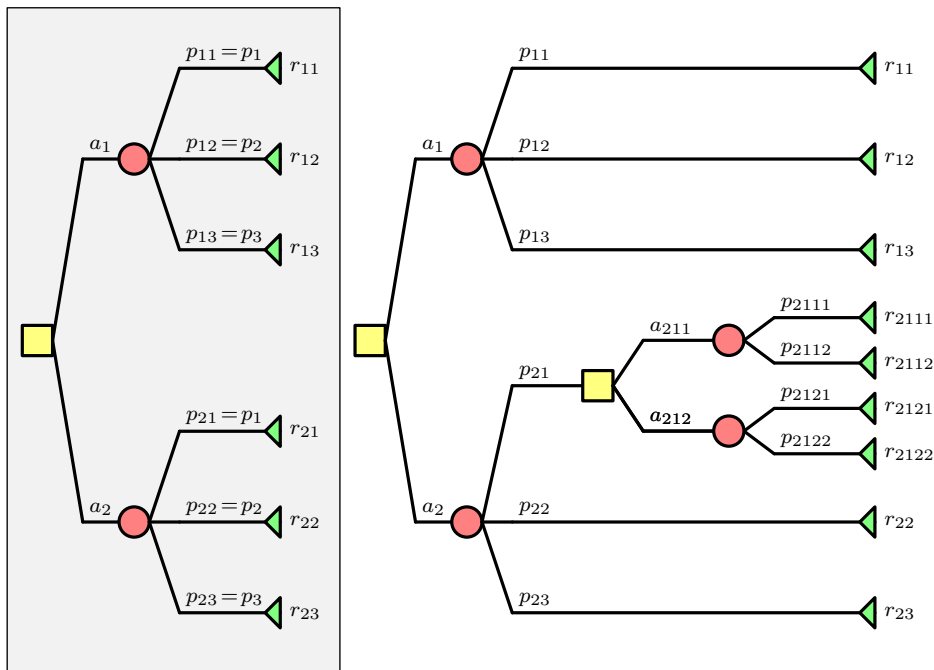 p₁₁ = p₁
r₁₁
a₁
p₁₂ = p₂
r₁₂
p₁₃ = p₃
r₁₃
p₂₁ = p₁
r₂₁
a₂
p₂₂ = p₂
r₂₂
p₂₃ = p₃
r₂₃
p₁₁
r₁₁
a₁
p₁₂
r₁₂
p₁₃
r₁₃
p₂₁
a₂₁₁
p₂₁₁₁
r₂₁₁₁
p₂₁₁₂
r₂₁₁₂
a₂₁₂
p₂₁₂₁
r₂₁₂₁
p₂₁₂₂
r₂₁₂₂
a₂
p₂₂
r₂₂
p₂₃
r₂₃